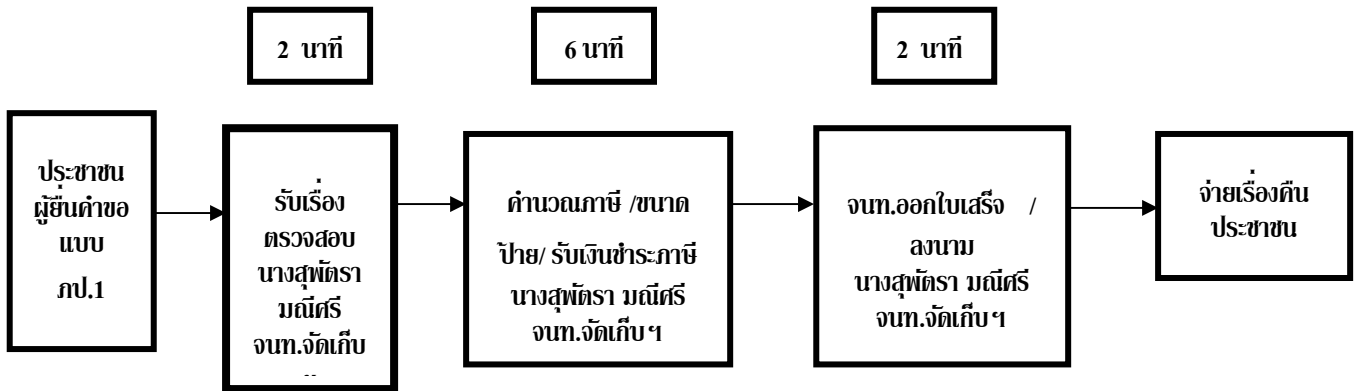 2 นาที
6 นาที
2 นาที
ประชาชน
ผู้ยื่นคำขอ
แบบ
ภป.1
รับเรื่อง
ตรวจสอบ
นางสุพัตรา
มณีศรี
จนท.จัดเก็บ
คำนวณภาษี /ขนาด
ป้าย/ รับเงินชำระภาษี
นางสุพัตรา มณีศรี
จนท.จัดเก็บฯ
จนท.ออกใบเสร็จ /
ลงนาม
นางสุพัตรา มณีศรี
จนท.จัดเก็บฯ
จ่ายเรื่องคืน
ประชาชน